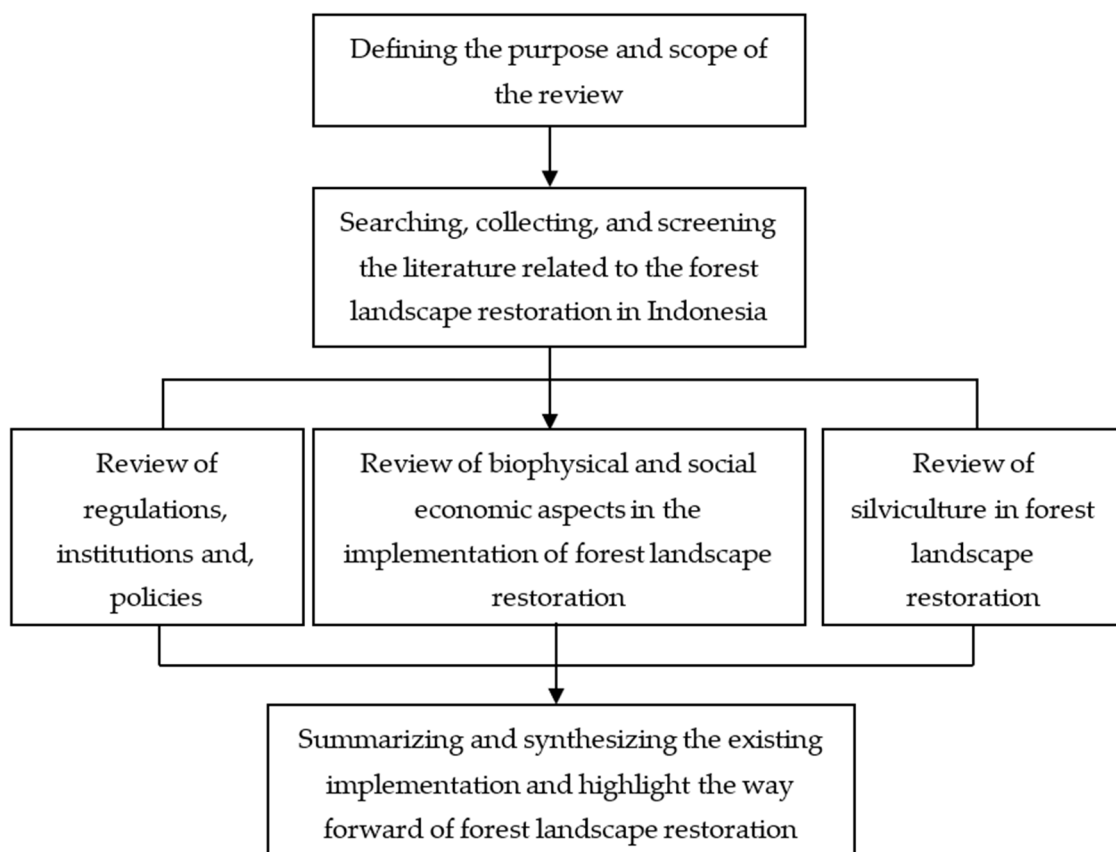 Defining the purpose and scope of
the review
Searching, collecting, and screening
the literature related to the forest
landscape restoration in Indonesia
Review of
regulations,
institutions and,
policies
Review of biophysical and social
economic aspects in the
implementation of forest landscape
restoration
Review of
silviculture in forest
landscape
restoration
Summarizing and synthesizing the existing
implementation and highlight the way
forward of forest landscape restoration